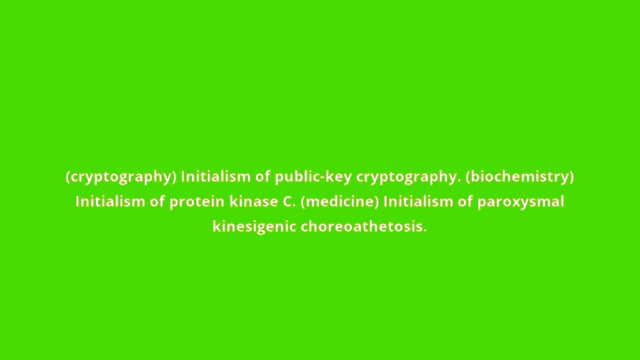 (cryptography) Initialism of public-key cryptography. (biochemistry)
Initialism of protein kinase C. (medicine) Initialism of paroxysmal
kinesigenic choreoathetosis.